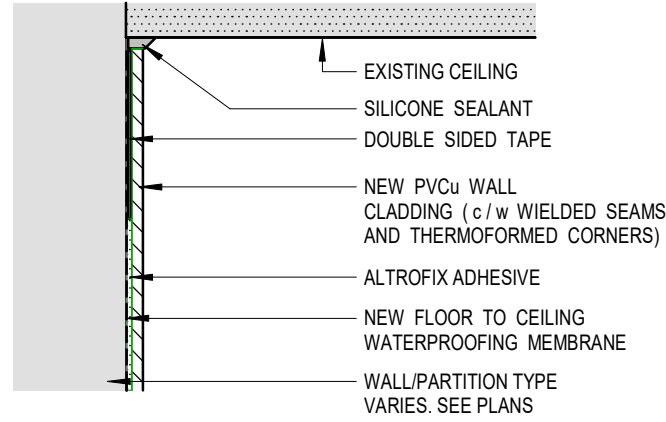 EXISTING CEILING
SILICONE SEALANT
DOUBLE SIDED TAPE
NEW PVCu WALL
CLADDING ( c / w WIELDED SEAMS
AND THERMOFORMED CORNERS)
ALTROFIX ADHESIVE
NEW FLOOR TO CEILING
WATERPROOFING MEMBRANE
WALL/PARTITION TYPE
VARIES. SEE PLANS